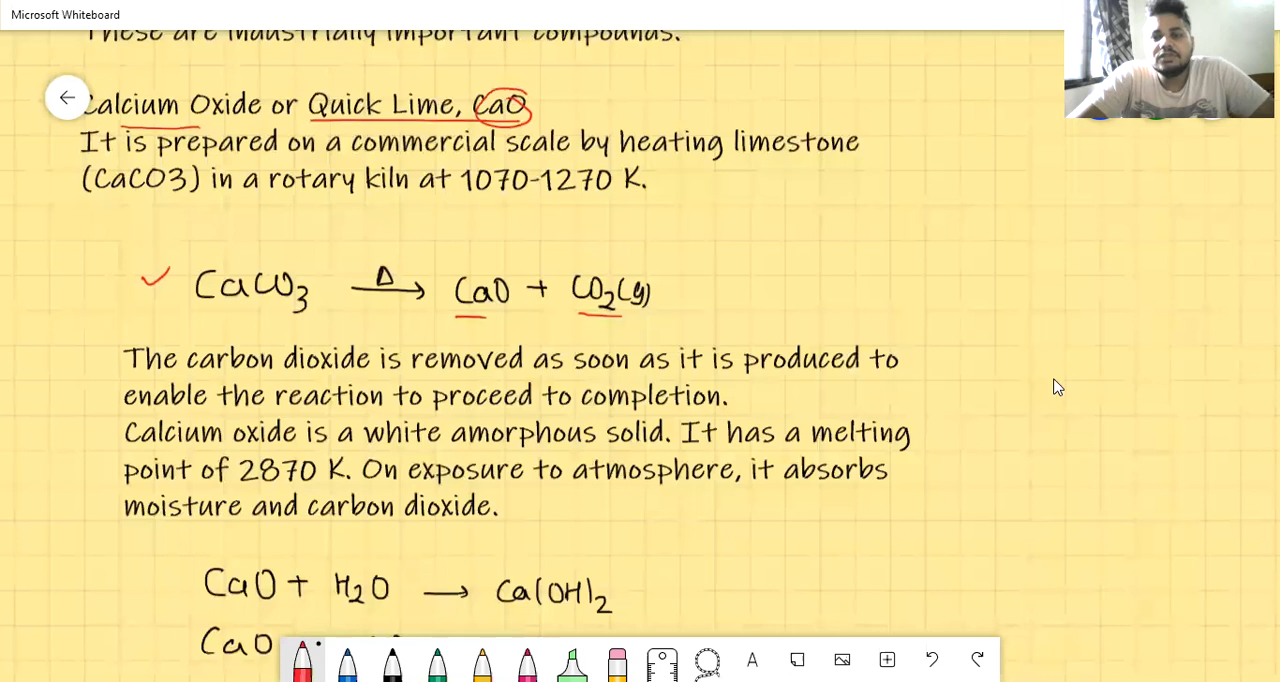 Microsoft Whiteboard
These are industrially important compounds.
Calcium Oxide or Quick Lime, CaO
It is prepared on a commercial scale by heating limestone
(CaCO3) in a rotary kiln at 1070-1270 K.
CaCO3 Δ→ CaO + CO2(g)
The carbon dioxide is removed as soon as it is produced to
enable the reaction to proceed to completion.
Calcium oxide is a white amorphous solid. It has a melting
point of 2870 K. On exposure to atmosphere, it absorbs
moisture and carbon dioxide.
CaO + H2O → Ca(OH)2
CaO
A